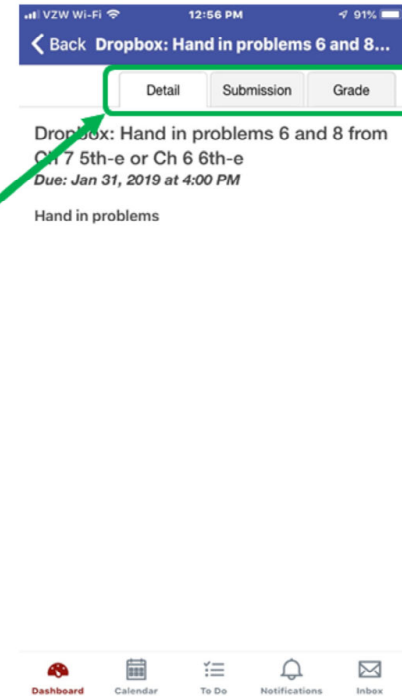 VZW Wi-Fi 12:56 PM 91%
Back Dropbox: Hand in problems 6 and 8...
Detail Submission Grade
Dropbox: Hand in problems 6 and 8 from
Ch 7 5th-e or Ch 6 6th-e
Due: Jan 31, 2019 at 4:00 PM
Hand in problems
Dashboard Calendar To Do Notifications Inbox